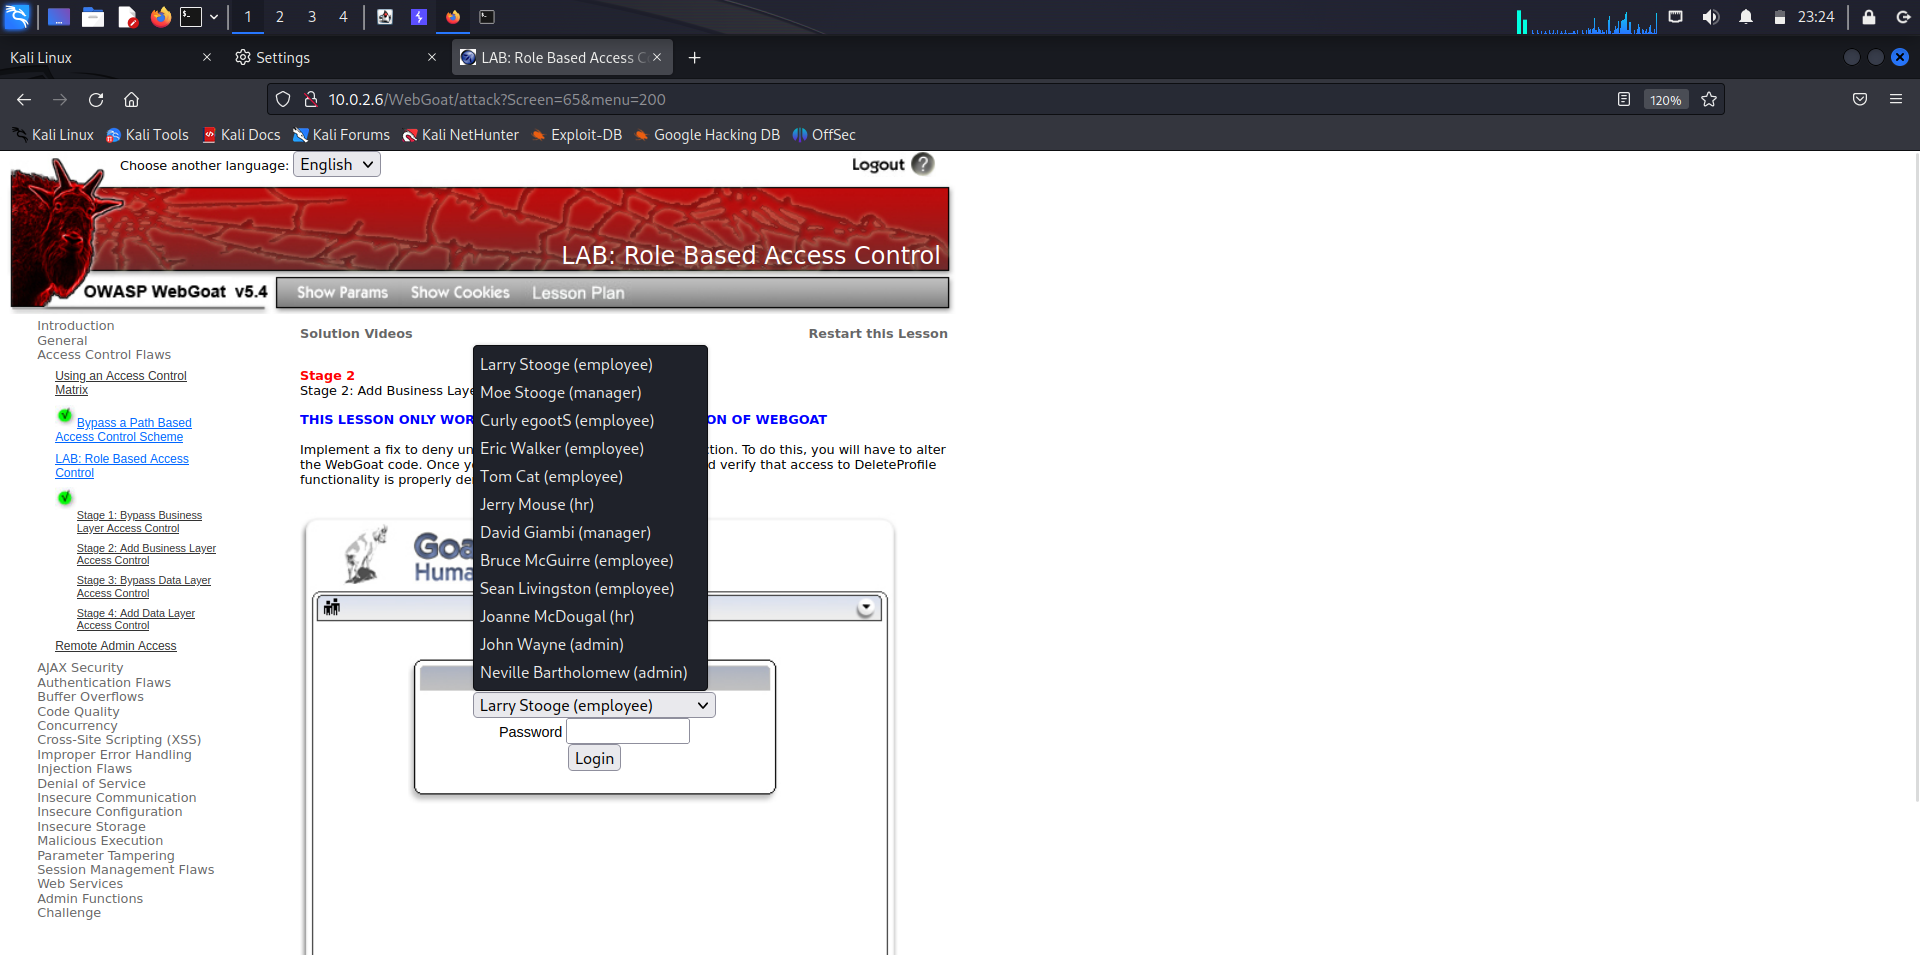 1 2 3 4
23:24
Kali Linux
Settings
LAB: Role Based Access C
10.0.2.6/WebGoat/attack?Screen=65&menu=200
120%
Kali Linux Kali Tools Kali Docs Kali Forums Kali NetHunter Exploit-DB Google Hacking DB OffSec
Choose another language: English
Logout ?
LAB: Role Based Access Control
OWASP WebGoat v5.4
Show Params Show Cookies Lesson Plan
Introduction
General
Access Control Flaws
Using an Access Control
Matrix
Bypass a Path Based
Access Control Scheme
LAB: Role Based Access
Control
Stage 1: Bypass Business
Layer Access Control
Stage 2: Add Business Layer
Access Control
Stage 3: Bypass Data Layer
Access Control
Stage 4: Add Data Layer
Access Control
Remote Admin Access
AJAX Security
Authentication Flaws
Buffer Overflows
Code Quality
Concurrency
Cross-Site Scripting (XSS)
Improper Error Handling
Injection Flaws
Denial of Service
Insecure Communication
Insecure Configuration
Insecure Storage
Malicious Execution
Parameter Tampering
Session Management Flaws
Web Services
Admin Functions
Challenge
Solution Videos
Restart this Lesson
Stage 2
Stage 2: Add Business Laye
THIS LESSON ONLY WOR ON OF WEBGOAT
Implement a fix to deny un ction. To do this, you will have to alter
the WebGoat code. Once y d verify that access to DeleteProfile
functionality is properly de
Goa
Huma
Larry Stooge (employee)
Moe Stooge (manager)
Curly egootS (employee)
Eric Walker (employee)
Tom Cat (employee)
Jerry Mouse (hr)
David Giambi (manager)
Bruce McGuirre (employee)
Sean Livingston (employee)
Joanne McDougal (hr)
John Wayne (admin)
Neville Bartholomew (admin)
Larry Stooge (employee)
Password
Login